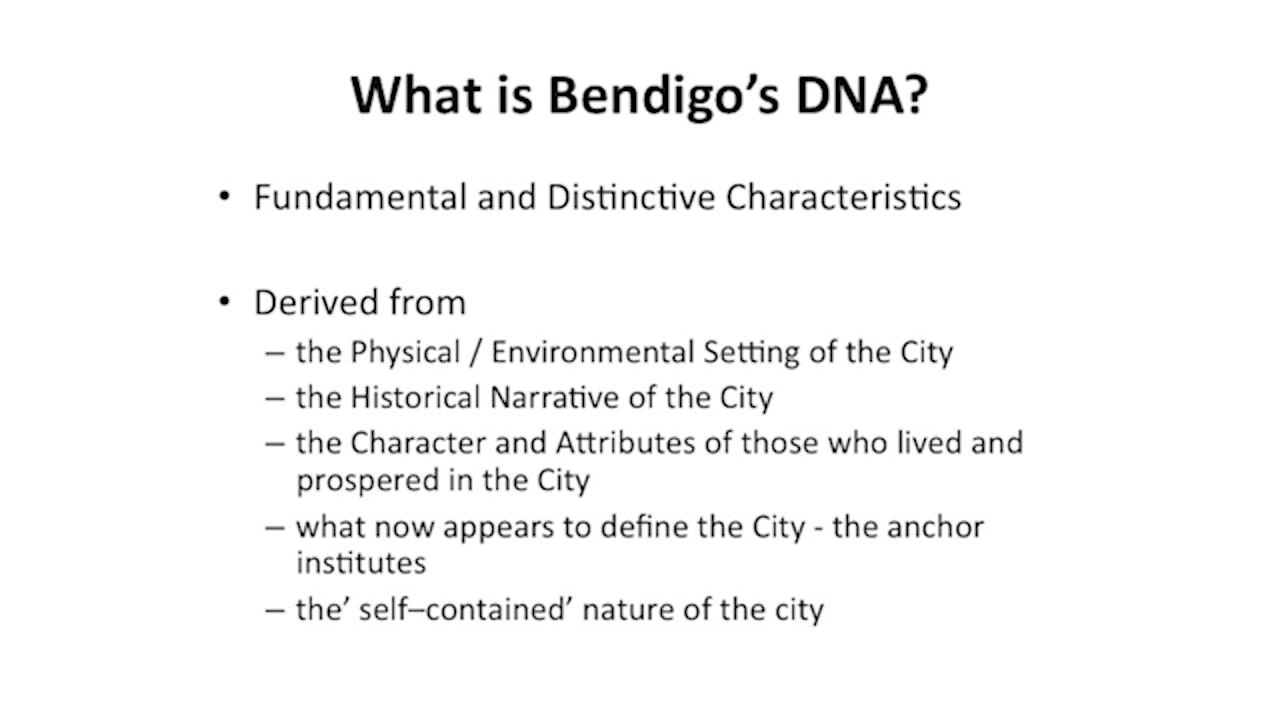 What is Bendigo’s DNA?
• Fundamental and Distinctive Characteristics
• Derived from
– the Physical / Environmental Setting of the City
– the Historical Narrative of the City
– the Character and Attributes of those who lived and
prospered in the City
– what now appears to define the City - the anchor
institutes
– the’ self–contained’ nature of the city